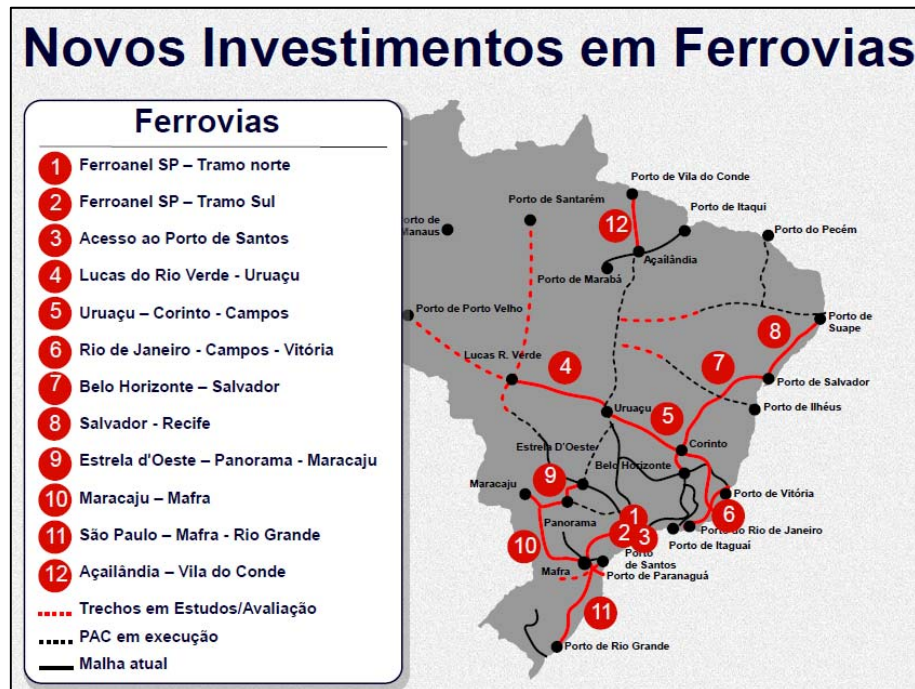 Novos Investimentos em Ferrovias
Ferrovias
1 Ferroanel SP – Tramo norte
2 Ferroanel SP – Tramo Sul
3 Acesso ao Porto de Santos
4 Lucas do Rio Verde - Uruaçu
5 Uruaçu – Corinto - Campos
6 Rio de Janeiro - Campos - Vitória
7 Belo Horizonte – Salvador
8 Salvador - Recife
9 Estrela d'Oeste – Panorama - Maracaju
10 Maracaju – Mafra
11 São Paulo – Mafra - Rio Grande
12 Açailândia – Vila do Conde
Trechos em Estudos/Avaliação
PAC em execução
Malha atual
Porto de Vila do Conde
Porto de Santarém
Porto de Itaqui
orto de
Manaus
12
Porto do Pecém
Açaílândia
Porto de Marabá
Porto de Porto Velho
8
Porto de
Suape
Lucas R. Verde
4
7
Porto de Salvador
Uruaçu
5
Porto de Ilhéus
Estrela D'Oeste
Corinto
Belo Horizonte
Maracaju
9
Porto de Vitória
Panorama
1
6
2
3
Porto do Rio de Janeiro
10
Porto de Itaguaí
Porto
de Santos
Mafra
Porto de Paranaguá
11
Porto de Rio Grande